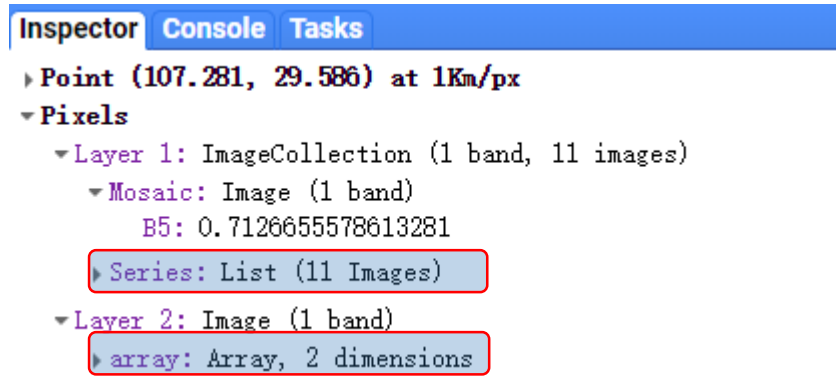 Inspector Console Tasks
Point (107.281, 29.586) at 1Km/px
Pixels
Layer 1: ImageCollection (1 band, 11 images)
Mosaic: Image (1 band)
B5: 0.7126655578613281
Series: List (11 Images)
Layer 2: Image (1 band)
array: Array, 2 dimensions